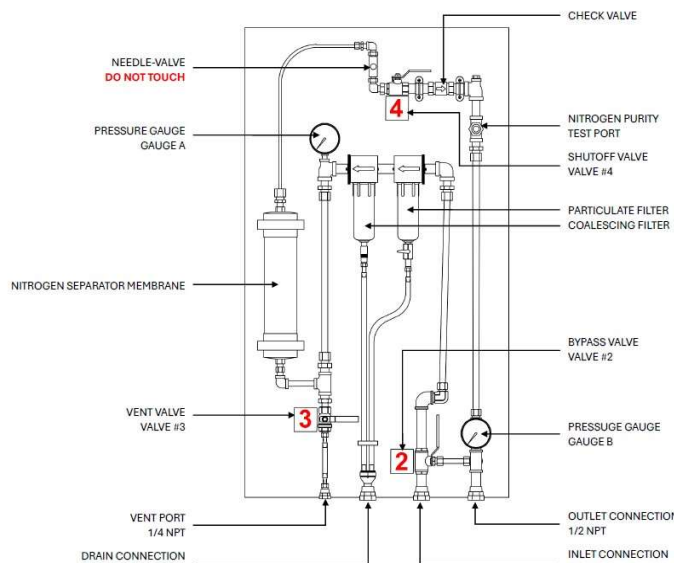 CHECK VALVE
NEEDLE-VALVE
DO NOT TOUCH
4
PRESSURE GAUGE
GAUGE A
NITROGEN PURITY
TEST PORT
SHUTOFF VALVE
VALVE #4
PARTICULATE FILTER
COALESCING FILTER
NITROGEN SEPARATOR MEMBRANE
BYPASS VALVE
VALVE #2
VENT VALVE
VALVE #3
3
2
PRESSUGE GAUGE
GAUGE B
VENT PORT
1/4 NPT
OUTLET CONNECTION
1/2 NPT
DRAIN CONNECTION
INLET CONNECTION